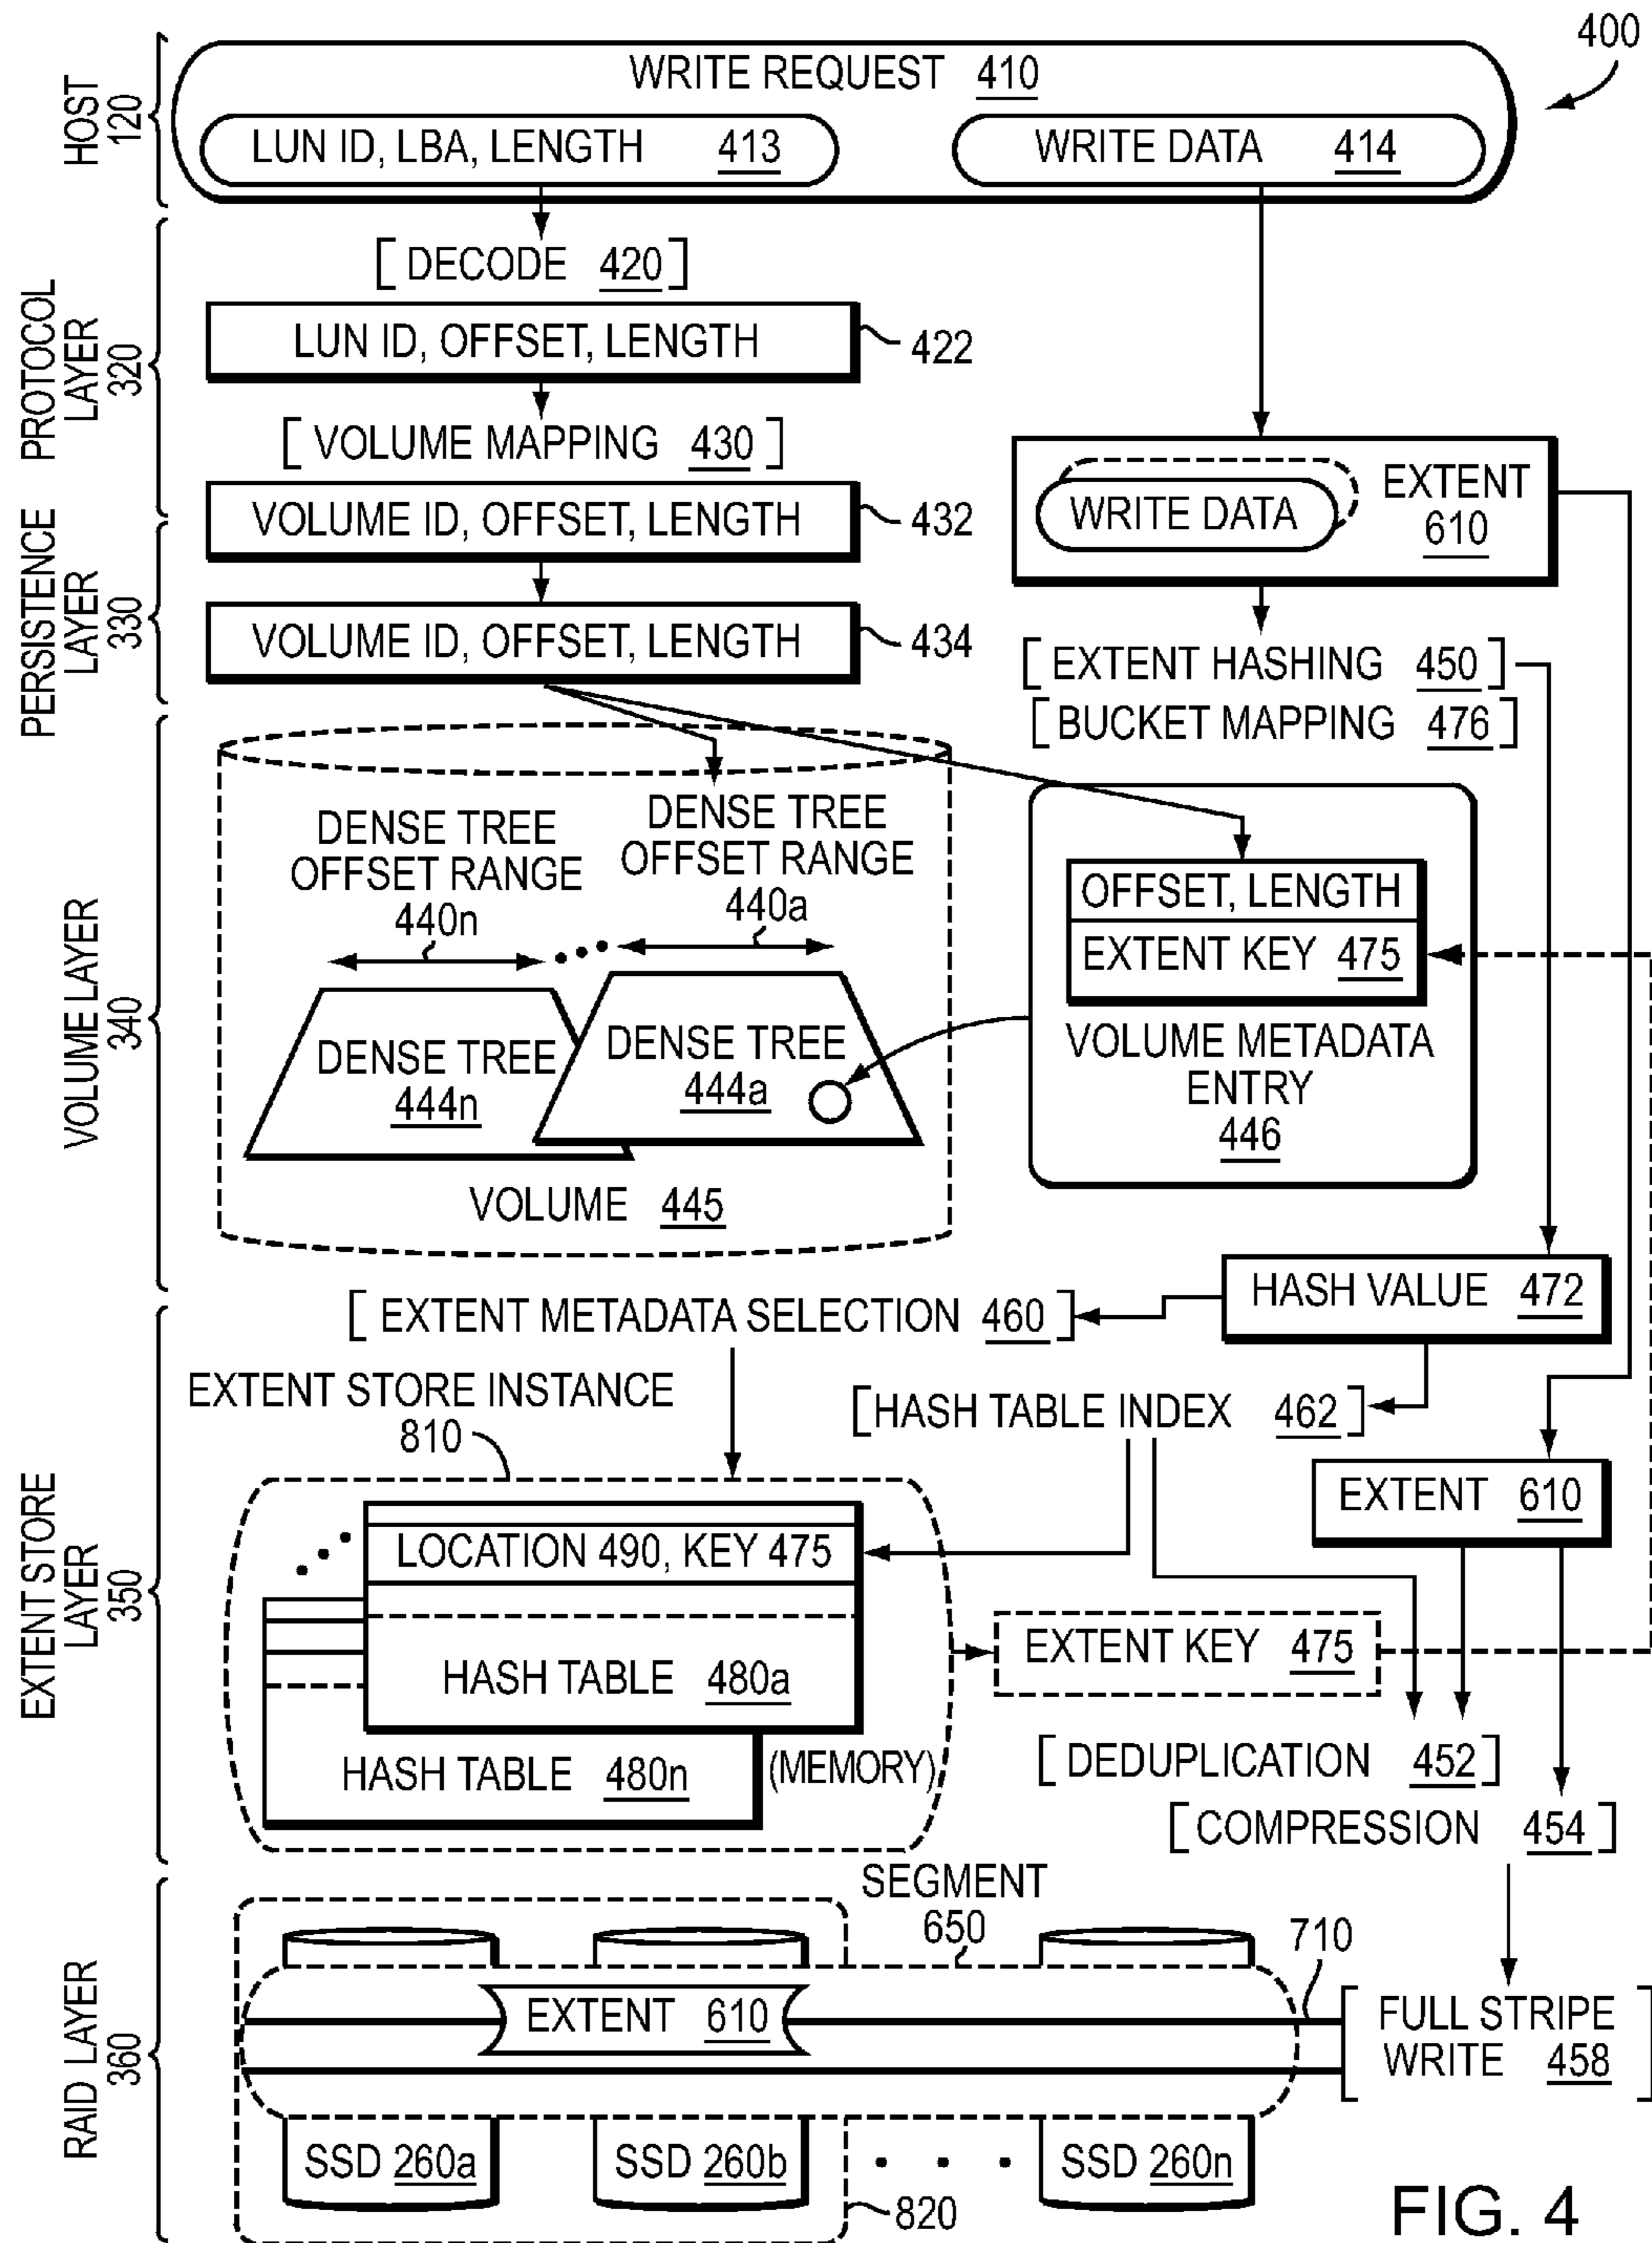 400
HOST
120
WRITE REQUEST 410
LUN ID, LBA, LENGTH 413
WRITE DATA 414
PROTOCOL
LAYER
320
[DECODE 420]
LUN ID, OFFSET, LENGTH
422
[VOLUME MAPPING 430]
VOLUME ID, OFFSET, LENGTH
432
WRITE DATA
EXTENT
610
PERSISTENCE
LAYER
330
VOLUME ID, OFFSET, LENGTH
434
[EXTENT HASHING 450]
[BUCKET MAPPING 476]
VOLUME LAYER
340
DENSE TREE
OFFSET RANGE
440n
DENSE TREE
OFFSET RANGE
440a
DENSE TREE
444n
DENSE TREE
444a
VOLUME 445
OFFSET, LENGTH
EXTENT KEY 475
VOLUME METADATA
ENTRY
446
HASH VALUE 472
EXTENT STORE
LAYER
350
[EXTENT METADATA SELECTION 460]
EXTENT STORE INSTANCE
810
[HASH TABLE INDEX 462]
EXTENT 610
LOCATION 490, KEY 475
HASH TABLE 480a
HASH TABLE 480n
(MEMORY)
EXTENT KEY 475
[DEDUPLICATION 452]
[COMPRESSION 454]
RAID LAYER
360
SEGMENT
650
710
EXTENT 610
[FULL STRIPE
WRITE 458]
SSD 260a
SSD 260b
SSD 260n
820
FIG. 4